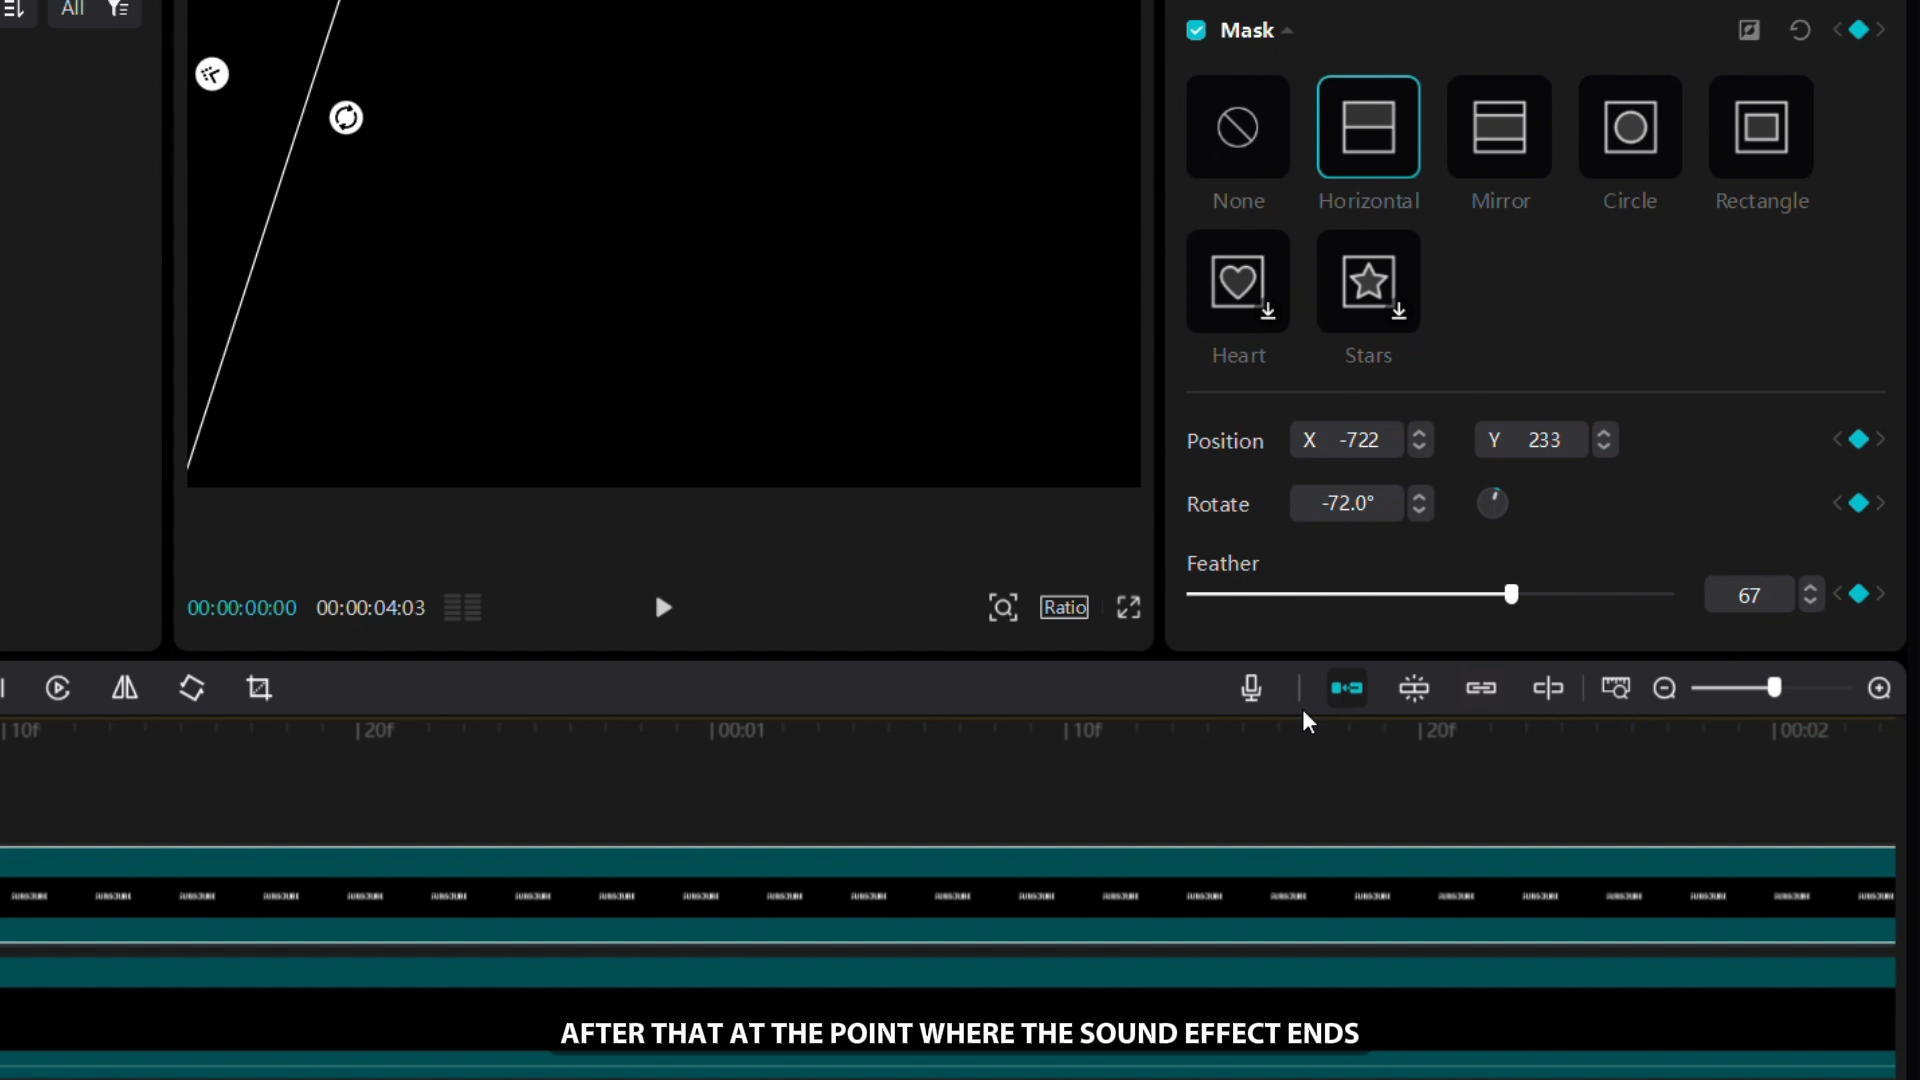 All
Mask
None
Horizontal
Mirror
Circle
Rectangle
Heart
Stars
Position X -722 Y 233
Rotate -72.0°
Feather
67
00:00:00:00 00:00:04:03
Ratio
10f 20f 00:01 10f 20f 00:02
AFTER THAT AT THE POINT WHERE THE SOUND EFFECT ENDS